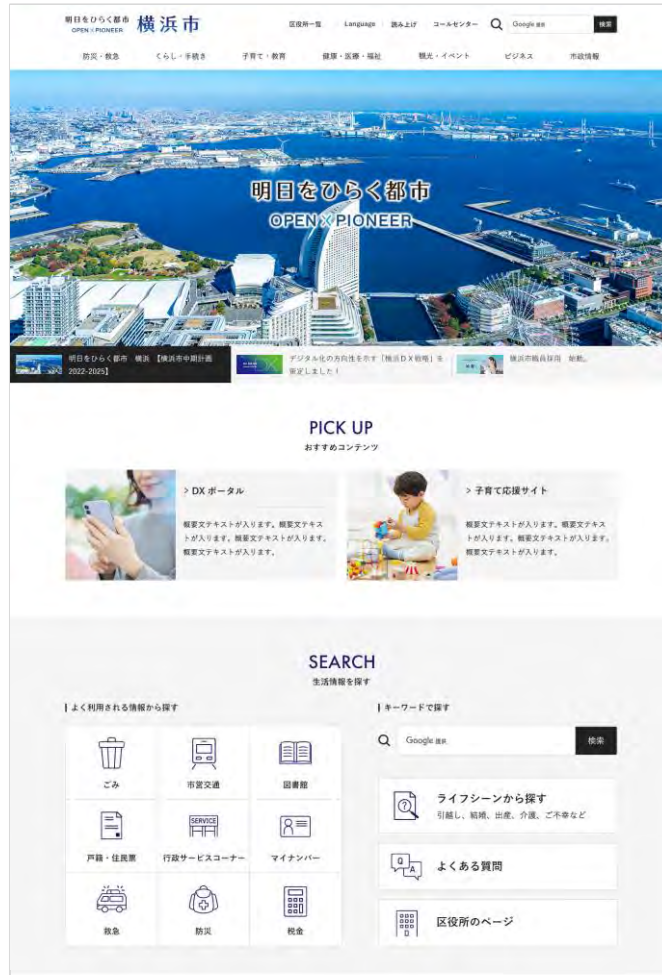 明日をひらく都市
OPEN×PIONEER
横浜市
区役所一覧 Language 読み上げ コールセンター Google 提供 検索
防災・救急 くらし・手続き 子育て・教育 健康・医療・福祉 観光・イベント ビジネス 市政情報
明日をひらく都市
OPEN×PIONEER
明日をひらく都市 横浜 【横浜市中期計画
2022-2025】
デジタル化の方向性を示す「横浜DX戦略」を
策定しました!
横浜市職員採用 始動。
PICK UP
おすすめコンテンツ
> DX ポータル
概要文テキストが入ります。概要文テキス
トが入ります。概要文テキストが入ります。
概要文テキストが入ります。
> 子育て応援サイト
概要文テキストが入ります。概要文テキス
トが入ります。概要文テキストが入ります。
概要文テキストが入ります。
SEARCH
生活情報を探す
よく利用される情報から探す
ごみ
市営交通
図書館
戸籍・住民票
SERVICE
行政サービスコーナー
マイナンバー
救急
防災
税金
キーワードで探す
Google 提供 検索
ライフシーンから探す
引越し、結婚、出産、介護、ご不幸など
Q
A
よくある質問
区役所のページ